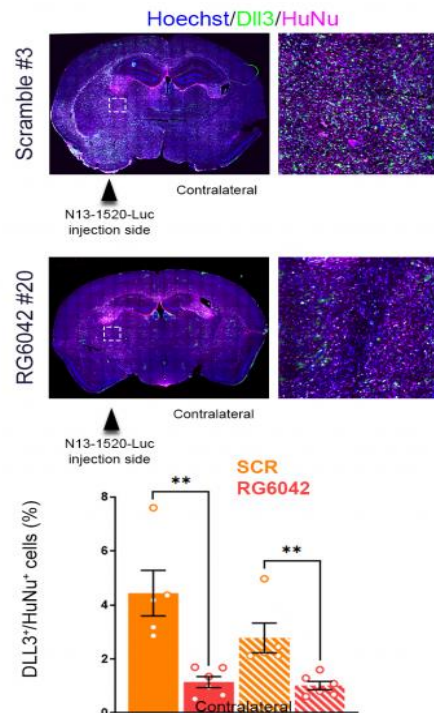 Hoechst/Dll3/HuNu
Scramble #3
Contralateral
N13-1520-Luc
injection side
RG6042 #20
Contralateral
N13-1520-Luc
injection side
SCR
RG6042
DLL3⁺/HuNu⁺ cells (%)
8
6
4
2
0
**
**
Contralateral